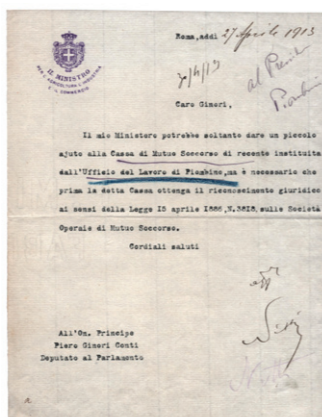 IL MINISTRO
PER L'AGRICOLTURA, L'INDUSTRIA
E IL COMMERCIO
Roma, addì 27 Aprile 1913
al
Piombino
Caro Ginori,
Il mio Ministero potrebbe soltanto dare un piccolo
ajuto alla Cassa di Mutuo Soccorso di recente instituita
dall'Ufficio del Lavoro di Piombino, ma è necessario che
prima la detta Cassa ottenga il riconoscimento giuridico
ai sensi della Legge 15 aprile 1886, N.3818, sulle Società
Operaie di Mutuo Soccorso.
Cordiali saluti
All'On. Principe
Piero Ginori Conti
Deputato al Parlamento